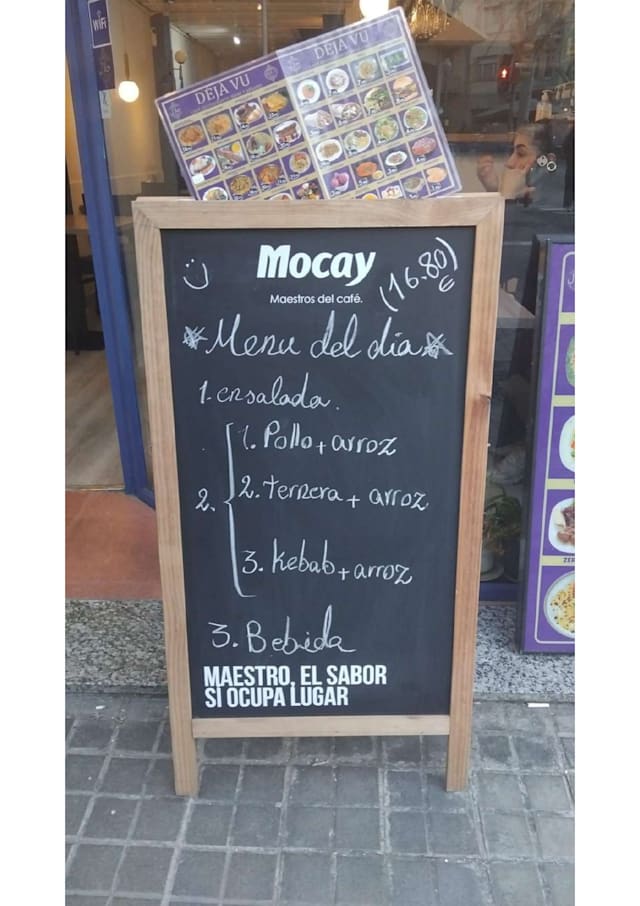 WiFi
DEJA VU DEJA VU
Mocay
Maestros del café.
(16.80)
€
*Menu del dia*
1. ensalada.
1. Pollo + arroz
2. 2. Ternera + arroz.
3. Kebab + arroz
3. Bebida
MAESTRO, EL SABOR
SÍ OCUPA LUGAR